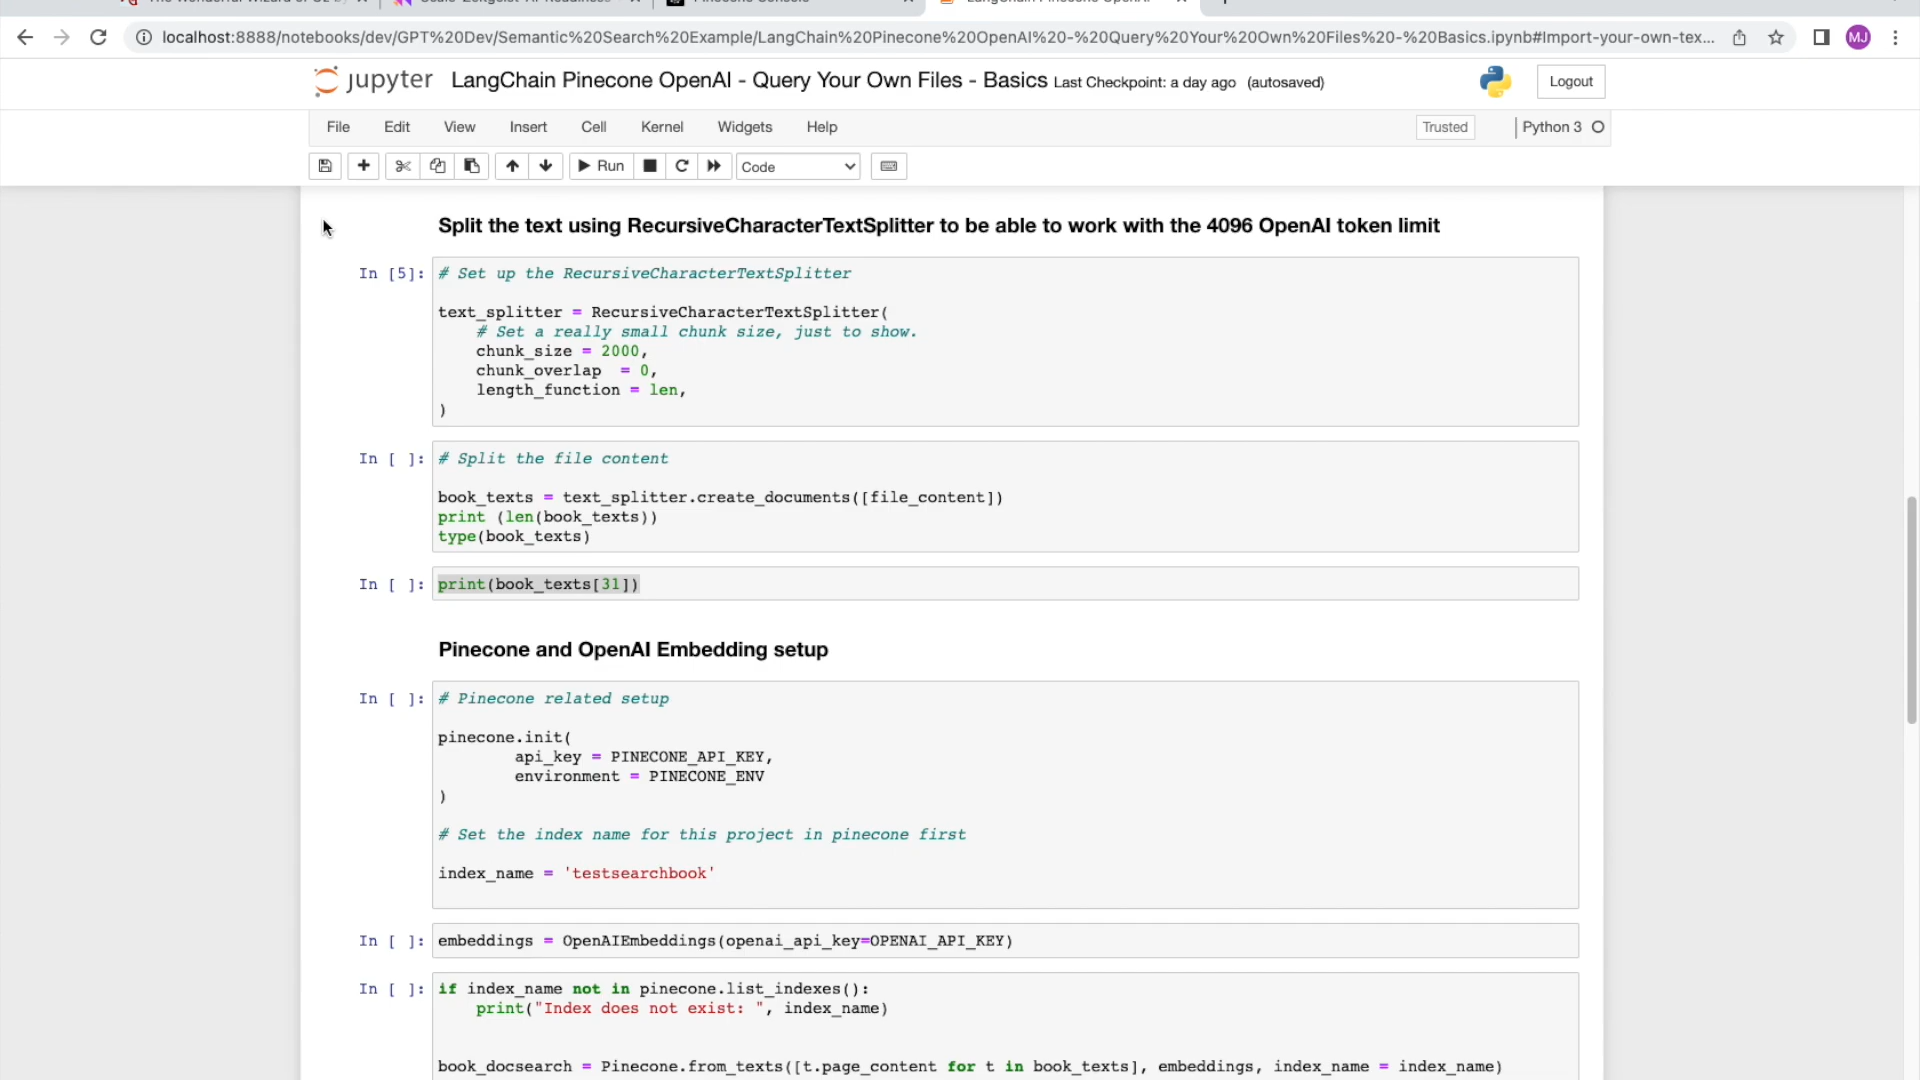 localhost:8888/notebooks/dev/GPT%20Dev/Semantic%20Search%20Example/LangChain%20Pinecone%20OpenAI%20-%20Query%20Your%20Own%20Files%20-%20Basics.ipynb#Import-your-own-tex...
MJ
jupyter LangChain Pinecone OpenAI - Query Your Own Files - Basics Last Checkpoint: a day ago (autosaved)
Logout
File Edit View Insert Cell Kernel Widgets Help
Trusted
Python 3
Run
Code
Split the text using RecursiveCharacterTextSplitter to be able to work with the 4096 OpenAI token limit
In [5]: # Set up the RecursiveCharacterTextSplitter
text_splitter = RecursiveCharacterTextSplitter(
# Set a really small chunk size, just to show.
chunk_size = 2000,
chunk_overlap  = 0,
length_function = len,
)
In [ ]: # Split the file content
book_texts = text_splitter.create_documents([file_content])
print (len(book_texts))
type(book_texts)
In [ ]: print(book_texts[31])
Pinecone and OpenAI Embedding setup
In [ ]: # Pinecone related setup
pinecone.init(
api_key = PINECONE_API_KEY,
environment = PINECONE_ENV
)
# Set the index name for this project in pinecone first
index_name = 'testsearchbook'
In [ ]: embeddings = OpenAIEmbeddings(openai_api_key=OPENAI_API_KEY)
In [ ]: if index_name not in pinecone.list_indexes():
print("Index does not exist: ", index_name)
book_docsearch = Pinecone.from_texts([t.page_content for t in book_texts], embeddings, index_name = index_name)